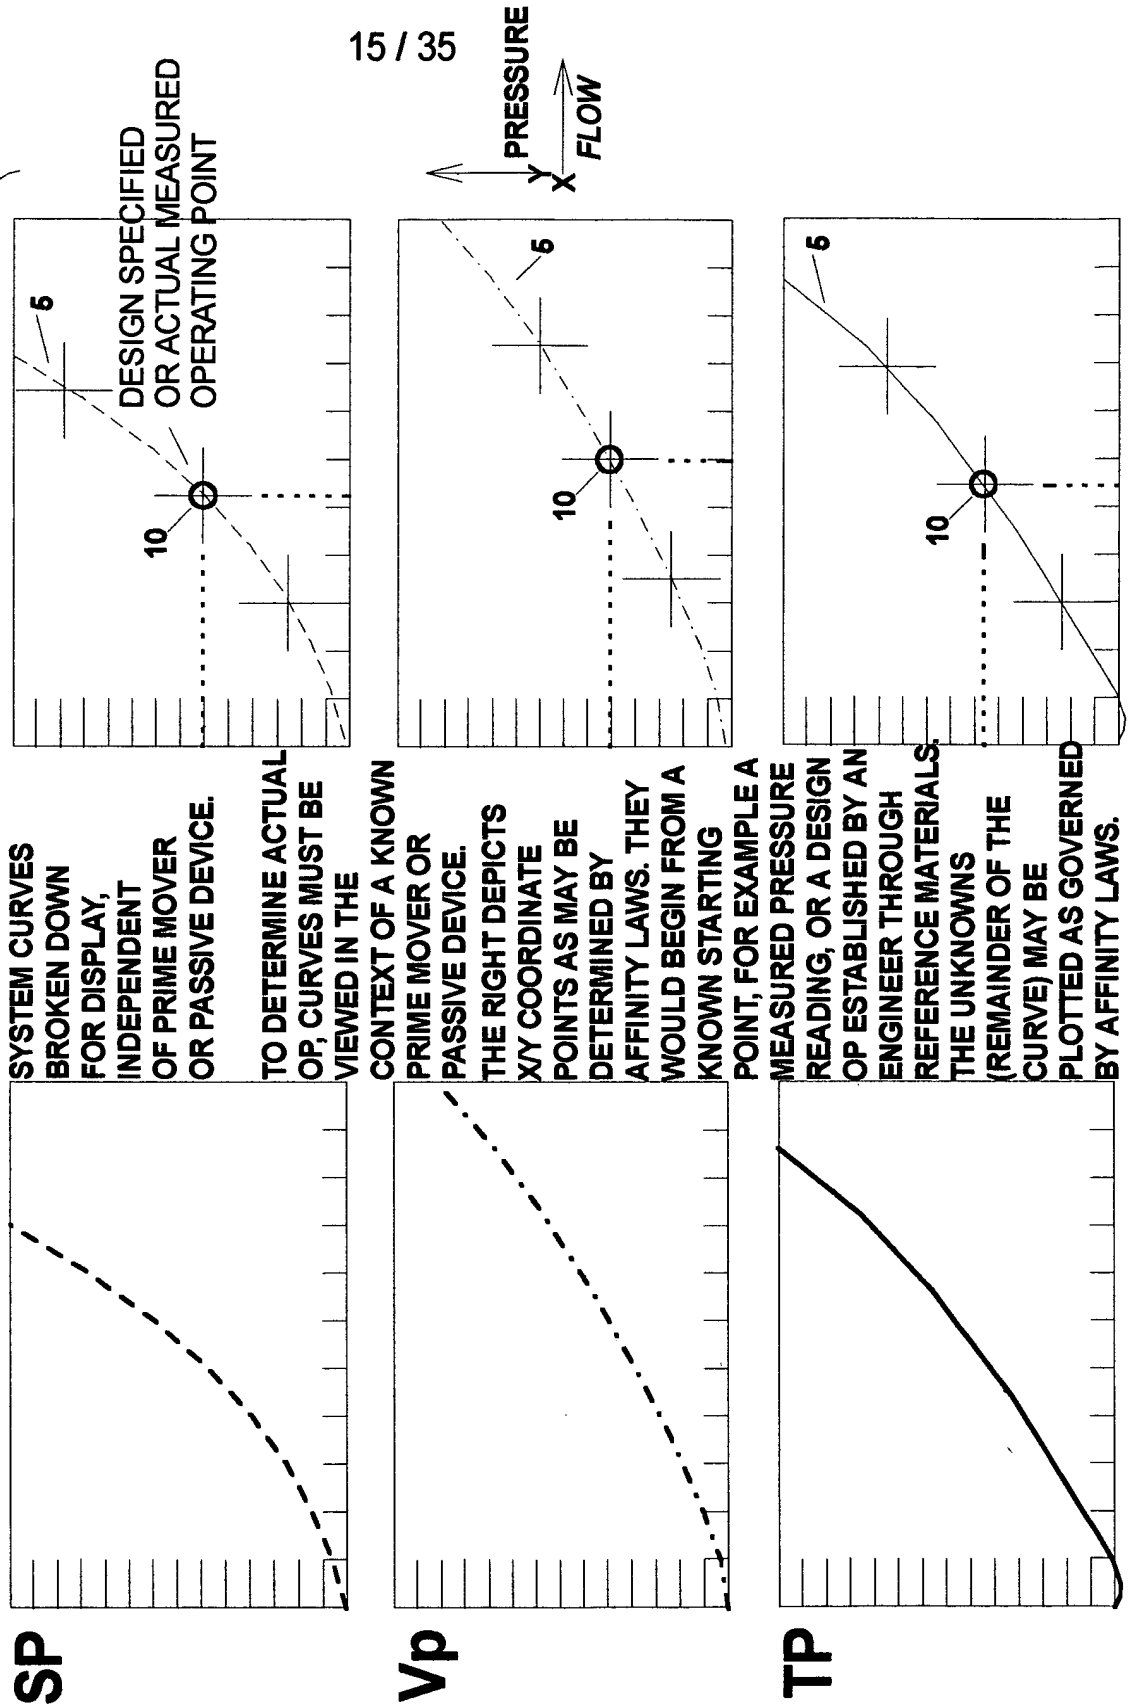 15 / 35
SP
SYSTEM CURVES
BROKEN DOWN
FOR DISPLAY,
INDEPENDENT
OF PRIME MOVER
OR PASSIVE DEVICE.
TO DETERMINE ACTUAL
OP, CURVES MUST BE
VIEWED IN THE
CONTEXT OF A KNOWN
PRIME MOVER OR
PASSIVE DEVICE.
THE RIGHT DEPICTS
X/Y COORDINATE
POINTS AS MAY BE
DETERMINED BY
AFFINITY LAWS. THEY
WOULD BEGIN FROM A
KNOWN STARTING
POINT, FOR EXAMPLE A
MEASURED PRESSURE
READING, OR A DESIGN
OP ESTABLISHED BY AN
ENGINEER THROUGH
REFERENCE MATERIALS.
THE UNKNOWNS
(REMAINDER OF THE
CURVE) MAY BE
PLOTTED AS GOVERNED
BY AFFINITY LAWS.
10
5
DESIGN SPECIFIED
OR ACTUAL MEASURED
OPERATING POINT
Vp
10
5
PRESSURE
Y
X
FLOW
TP
10
5